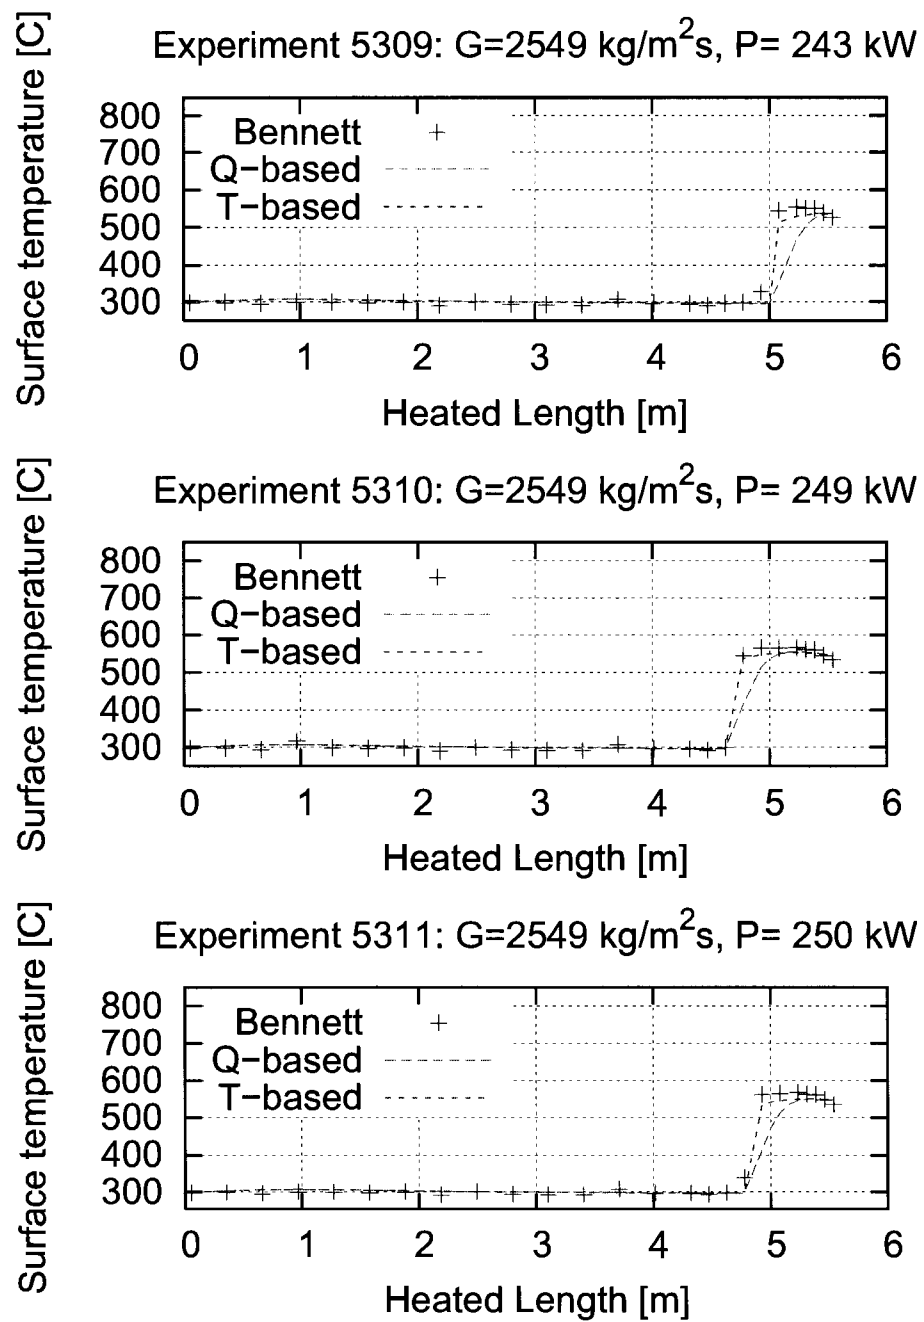 Experiment 5309: G=2549 kg/m²s, P= 243 kW
Surface temperature [C]
800
700
600
500
400
300
Bennett
Q−based
T−based
0 1 2 3 4 5 6
Heated Length [m]
Experiment 5310: G=2549 kg/m²s, P= 249 kW
Surface temperature [C]
800
700
600
500
400
300
Bennett
Q−based
T−based
0 1 2 3 4 5 6
Heated Length [m]
Experiment 5311: G=2549 kg/m²s, P= 250 kW
Surface temperature [C]
800
700
600
500
400
300
Bennett
Q−based
T−based
0 1 2 3 4 5 6
Heated Length [m]